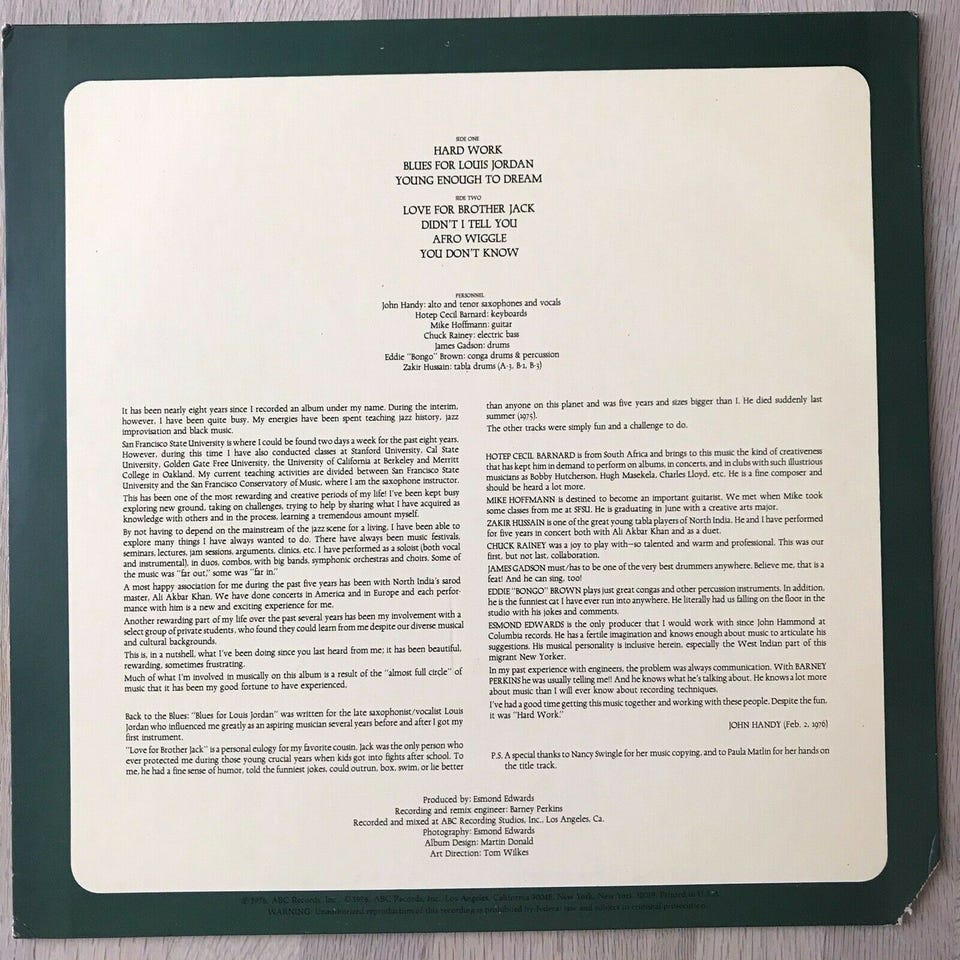 SIDE ONE
HARD WORK
BLUES FOR LOUIS JORDAN
YOUNG ENOUGH TO DREAM
SIDE TWO
LOVE FOR BROTHER JACK
DIDN'T I TELL YOU
AFRO WIGGLE
YOU DON'T KNOW
PERSONNEL
John Handy: alto and tenor saxophones and vocals
Hotep Cecil Barnard: keyboards
Mike Hoffmann: guitar
Chuck Rainey: electric bass
James Gadson: drums
Eddie "Bongo" Brown: conga drums & percussion
Zakir Hussain: tabla drums (A-3, B-1, B-3)
It has been nearly eight years since I recorded an album under my name. During the interim,
however, I have been quite busy. My energies have been spent teaching jazz history, jazz
improvisation and black music.
San Francisco State University is where I could be found two days a week for the past eight years.
However, during this time I have also conducted classes at Stanford University, Cal State
University, Golden Gate Free University, the University of California at Berkeley and Merritt
College in Oakland. My current teaching activities are divided between San Francisco State
University and the San Francisco Conservatory of Music, where I am the saxophone instructor.
This has been one of the most rewarding and creative periods of my life! I've been kept busy
exploring new ground, taking on challenges, trying to help by sharing what I have acquired as
knowledge with others and in the process, learning a tremendous amount myself.
By not having to depend on the mainstream of the jazz scene for a living, I have been able to
explore many things I have always wanted to do. There have always been music festivals,
seminars, lectures, jam sessions, arguments, clinics, etc. I have performed as a soloist (both vocal
and instrumental), in duos, combos, with big bands, symphonic orchestras and choirs. Some of
the music was "far out," some was "far in."
A most happy association for me during the past five years has been with North India's sarod
master, Ali Akbar Khan. We have done concerts in America and in Europe and each perfor-
mance with him is a new and exciting experience for me.
Another rewarding part of my life over the past several years has been my involvement with a
select group of private students, who found they could learn from me despite our diverse musical
and cultural backgrounds.
This is, in a nutshell, what I've been doing since you last heard from me; it has been beautiful,
rewarding, sometimes frustrating.
Much of what I'm involved in musically on this album is a result of the "almost full circle" of
music that it has been my good fortune to have experienced.
Back to the Blues: "Blues for Louis Jordan" was written for the late saxophonist/vocalist Louis
Jordan who influenced me greatly as an aspiring musician several years before and after I got my
first instrument.
"Love for Brother Jack" is a personal eulogy for my favorite cousin. Jack was the only person who
ever protected me during those young crucial years when kids got into fights after school. To
me, he had a fine sense of humor, told the funniest jokes, could outrun, box, swim, or lie better
than anyone on this planet and was five years and sizes bigger than I. He died suddenly last
summer (1975).
The other tracks were simply fun and a challenge to do.
HOTEP CECIL BARNARD is from South Africa and brings to this music the kind of creativeness
that has kept him in demand to perform on albums, in concerts, and in clubs with such illustrious
musicians as Bobby Hutcherson, Hugh Masekela, Charles Lloyd, etc. He is a fine composer and
should be heard a lot more.
MIKE HOFFMANN is destined to become an important guitarist. We met when Mike took
some classes from me at SFSU. He is graduating in June with a creative arts major.
ZAKIR HUSSAIN is one of the great young tabla players of North India. He and I have performed
for five years in concert both with Ali Akbar Khan and as a duet.
CHUCK RAINEY was a joy to play with—so talented and warm and professional. This was our
first, but not last, collaboration.
JAMES GADSON must/has to be one of the very best drummers anywhere. Believe me, that is a
feat! And he can sing, too!
EDDIE "BONGO" BROWN plays just great congas and other percussion instruments. In addition,
he is the funniest cat I have ever run into anywhere. He literally had us falling on the floor in the
studio with his jokes and comments.
ESMOND EDWARDS is the only producer that I would work with since John Hammond at
Columbia records. He has a fertile imagination and knows enough about music to articulate his
suggestions. His musical personality is inclusive herein, especially the West Indian part of this
migrant New Yorker.
In my past experience with engineers, the problem was always communication. With BARNEY
PERKINS he was usually telling me!! And he knows what he's talking about. He knows a lot more
about music than I will ever know about recording techniques.
I've had a good time getting this music together and working with these people. Despite the fun,
it was "Hard Work."
JOHN HANDY (Feb. 2, 1976)
P.S. A special thanks to Nancy Swingle for her music copying, and to Paula Matlin for her hands on
the title track.
Produced by: Esmond Edwards
Recording and remix engineer: Barney Perkins
Recorded and mixed at ABC Recording Studios, Inc., Los Angeles, Ca.
Photography: Esmond Edwards
Album Design: Martin Donald
Art Direction: Tom Wilkes
℗ 1976, ABC Records, Inc., © 1976, ABC Records, Inc., Los Angeles, California 90048, New York, New York, 10019. Printed in U.S.A.
WARNING: Unauthorized reproduction of this recording is prohibited by Federal law and subject to criminal prosecution.